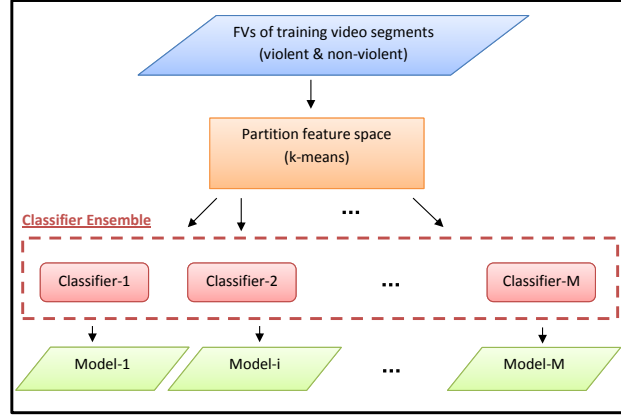 FVs of training video segments
(violent & non-violent)
Partition feature space
(k-means)
...
Classifier Ensemble
Classifier-1
Classifier-2
...
Classifier-M
Model-1
Model-i
...
Model-M